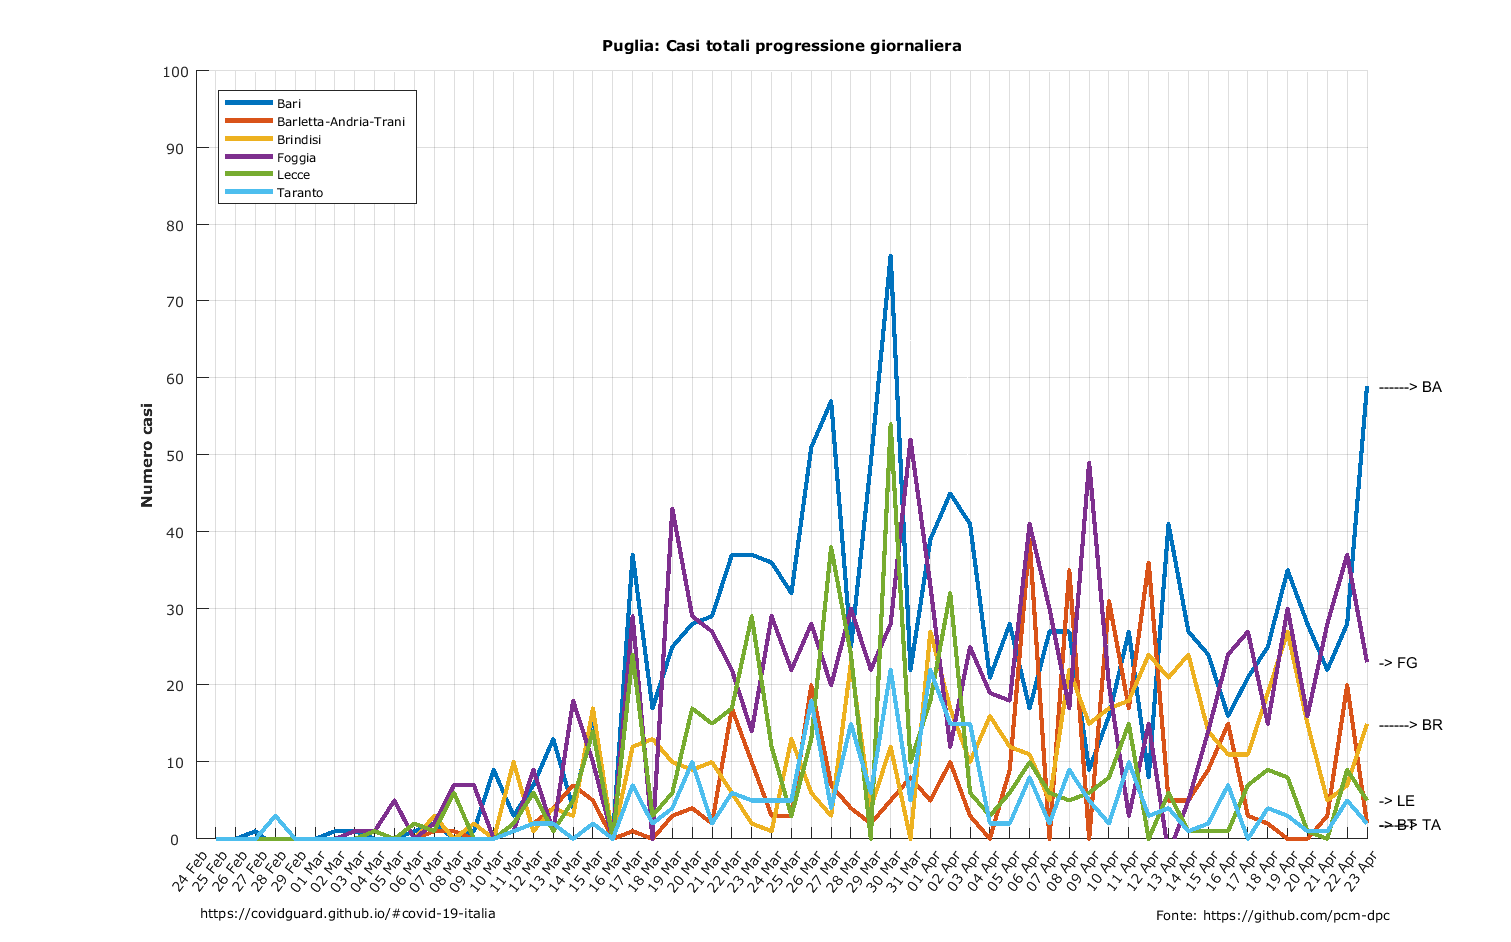 Puglia: Casi totali progressione giornaliera
100
90
80
70
60
50
40
30
20
10
0
Numero casi
Bari
Barletta-Andria-Trani
Brindisi
Foggia
Lecce
Taranto
------> BA
-> FG
------> BR
-> LE
-> BT
------> TA
24 Feb
25 Feb
26 Feb
27 Feb
28 Feb
29 Feb
01 Mar
02 Mar
03 Mar
04 Mar
05 Mar
06 Mar
07 Mar
08 Mar
09 Mar
10 Mar
11 Mar
12 Mar
13 Mar
14 Mar
15 Mar
16 Mar
17 Mar
18 Mar
19 Mar
20 Mar
21 Mar
22 Mar
23 Mar
24 Mar
25 Mar
26 Mar
27 Mar
28 Mar
29 Mar
30 Mar
31 Mar
01 Apr
02 Apr
03 Apr
04 Apr
05 Apr
06 Apr
07 Apr
08 Apr
09 Apr
10 Apr
11 Apr
12 Apr
13 Apr
14 Apr
15 Apr
16 Apr
17 Apr
18 Apr
19 Apr
20 Apr
21 Apr
22 Apr
23 Apr
https://covidguard.github.io/#covid-19-italia
Fonte: https://github.com/pcm-dpc